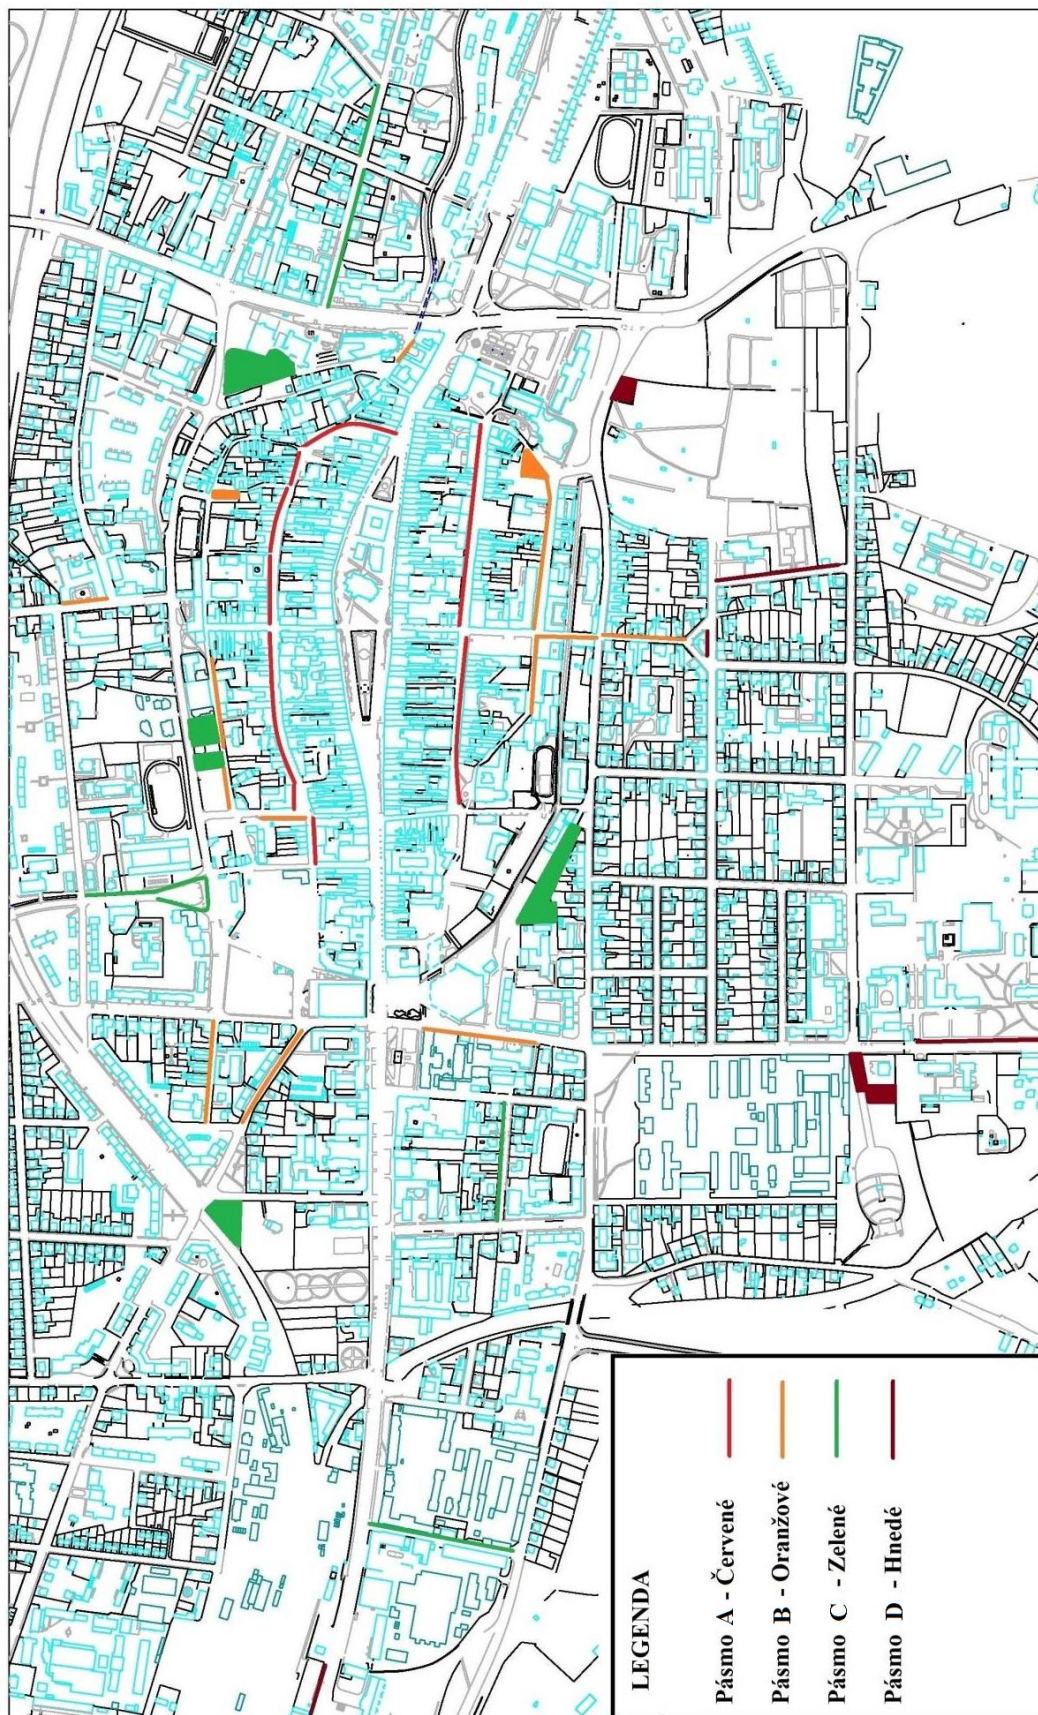 LEGENDA
Pásmo A - Červené
Pásmo B - Oranžové
Pásmo C - Zelené
Pásmo D - Hnedé